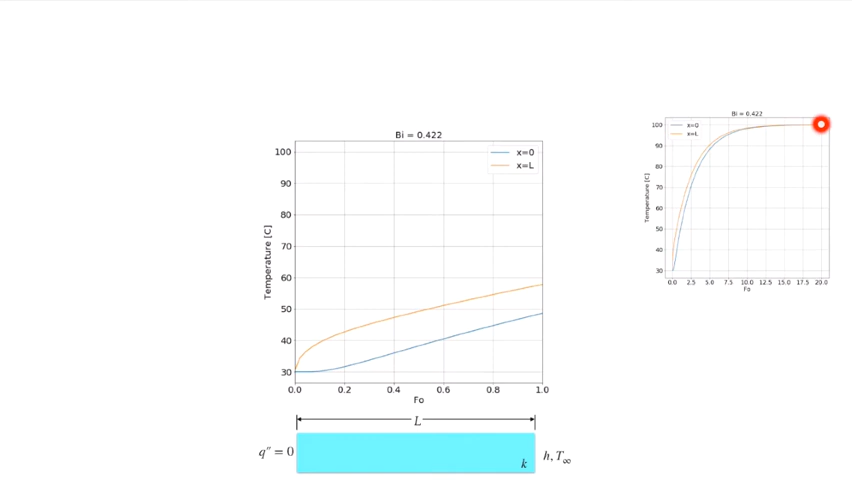 Bi = 0.422
100
90
80
70
60
50
40
30
Temperature [C]
x=0
x=L
0.0 0.2 0.4 0.6 0.8 1.0
Fo
L
q″ = 0
k
h, T∞
Bi = 0.422
100
90
80
70
60
50
40
30
Temperature [C]
x=0
x=L
0.0 2.5 5.0 7.5 10.0 12.5 15.0 17.5 20.0
Fo